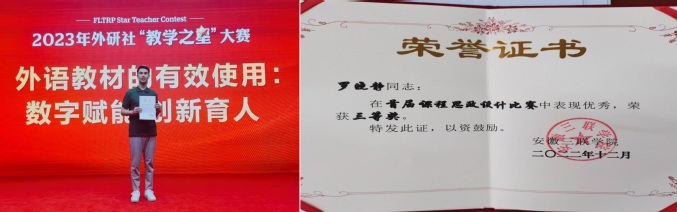 FLTRP Star Teacher Contest
2023年外研社“教学之星”大赛
外语教材的有效使用：
数字赋能 创新育人
荣誉证书
罗晓静同志：
在首届课程思政设计比赛中表现优秀，荣
获三等奖。
特发此证，以资鼓励。
安徽三联学院
二〇二二年十二月